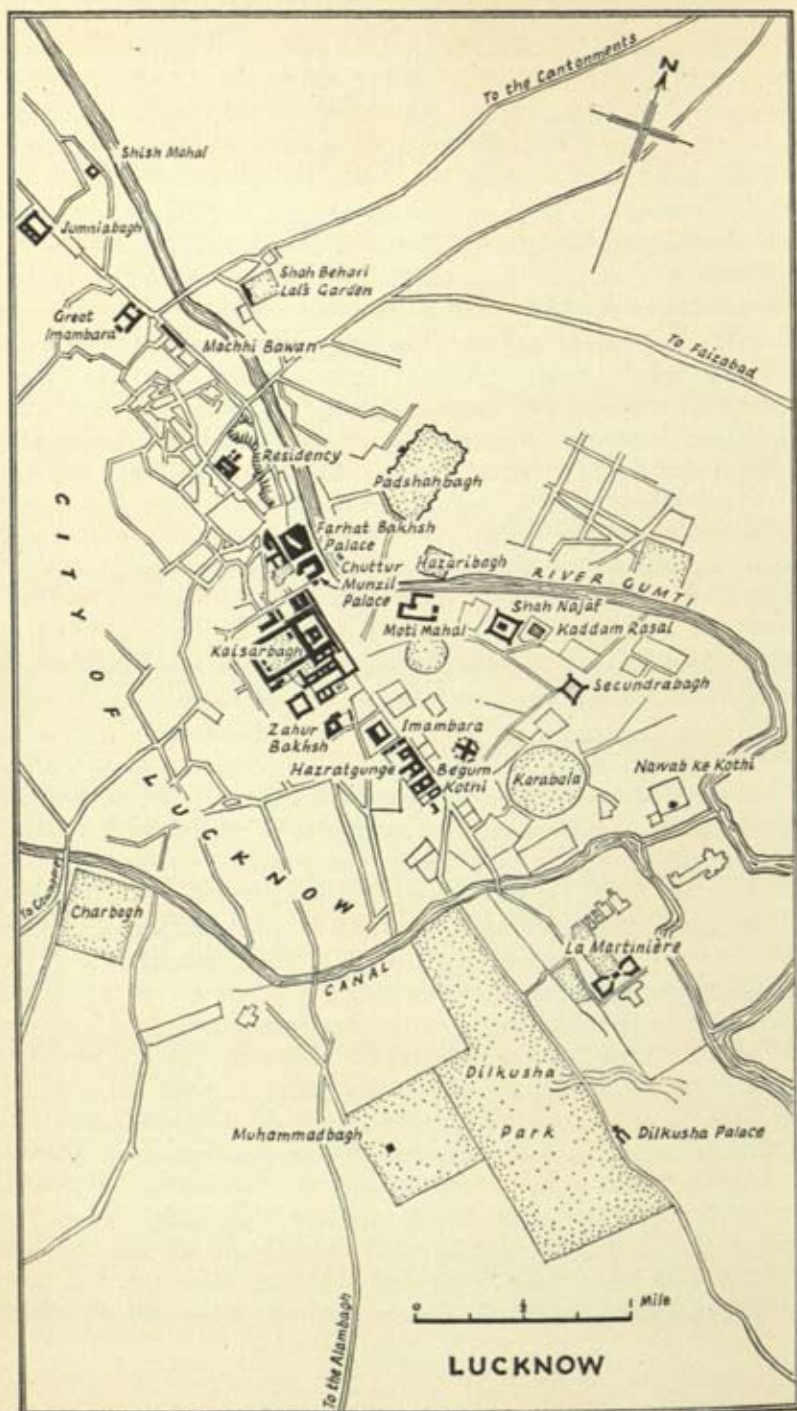 N
To the Cantonments
Shish Mahal
Jumniabagh
Shah Behari
Lal's Garden
Great
Imambara
Machhi Bawan
To Faizabad
Residency
Padshahbagh
Farhat Bakhsh
Palace
Chuttur
Munzil
Palace
Hazaribagh
RIVER GUMTI
Moti Mahal
Shah Najaf
Kaddam Rasal
Kaisarbagh
Secundrabagh
Zahur
Bakhsh
Imambara
Hazratgunge
Begum
Kothi
Karabala
Nawab ke Kothi
CITY OF LUCKNOW
To
Charbagh
CANAL
La Martinière
Dilkusha
Park
Muhammadbagh
Dilkusha Palace
To the Alambagh
0
1 Mile
LUCKNOW